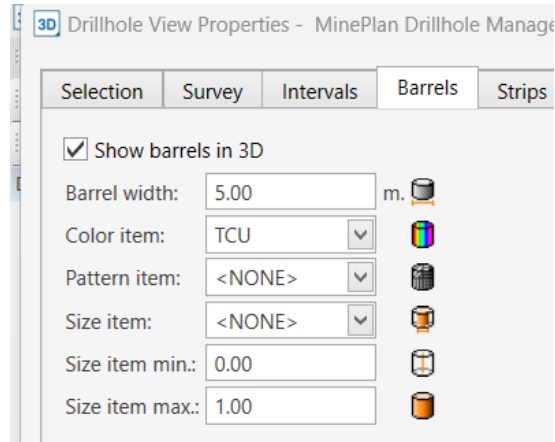 3D Drillhole View Properties - MinePlan Drillhole Manage
Selection Survey Intervals Barrels Strips
Show barrels in 3D
Barrel width: 5.00 m.
Color item: TCU
Pattern item: <NONE>
Size item: <NONE>
Size item min.: 0.00
Size item max.: 1.00